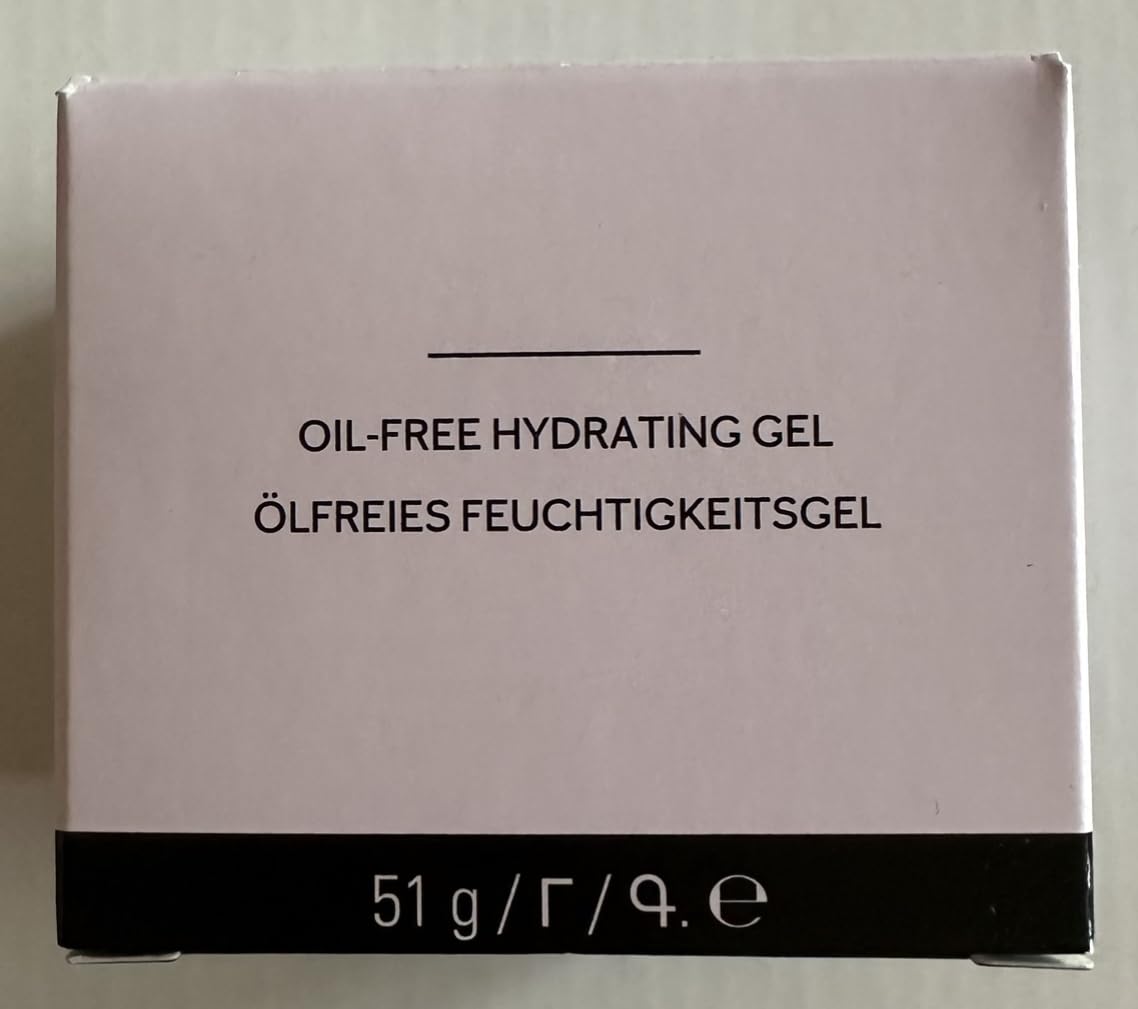 OIL-FREE HYDRATING GEL
ÖLFREIES FEUCHTIGKEITSGEL
51 g / Г / Գ. ℮